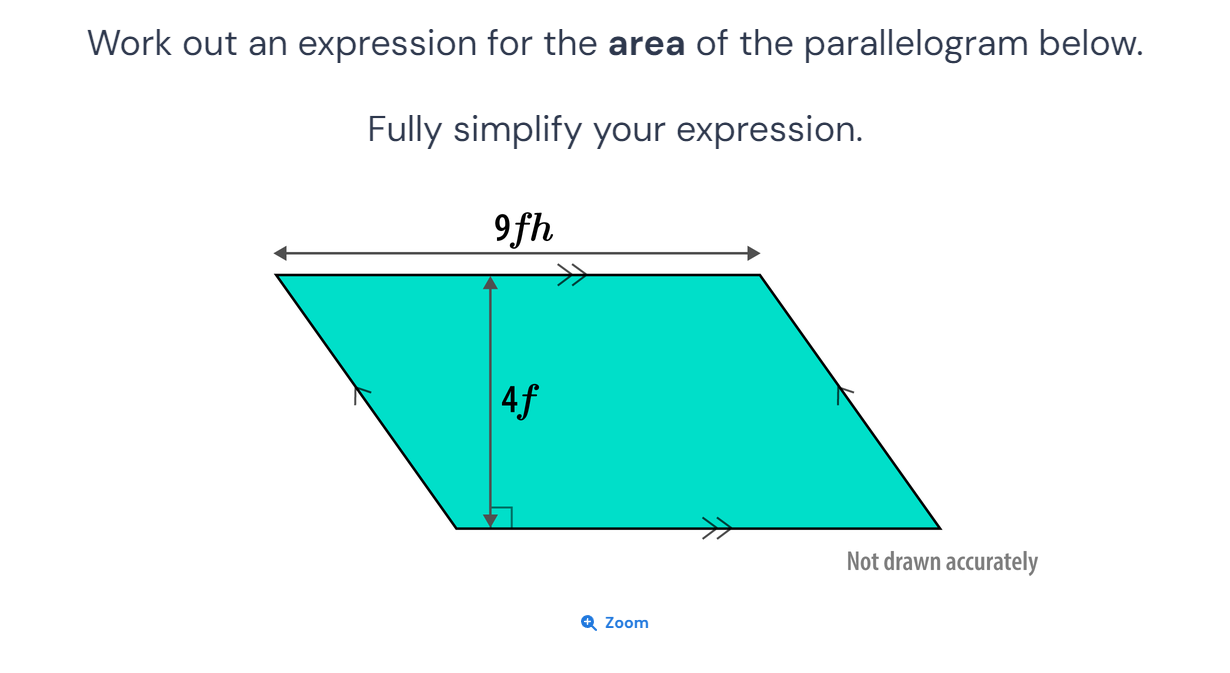 Work out an expression for the area of the parallelogram below.
Fully simplify your expression.
9fh
4f
Not drawn accurately
Zoom